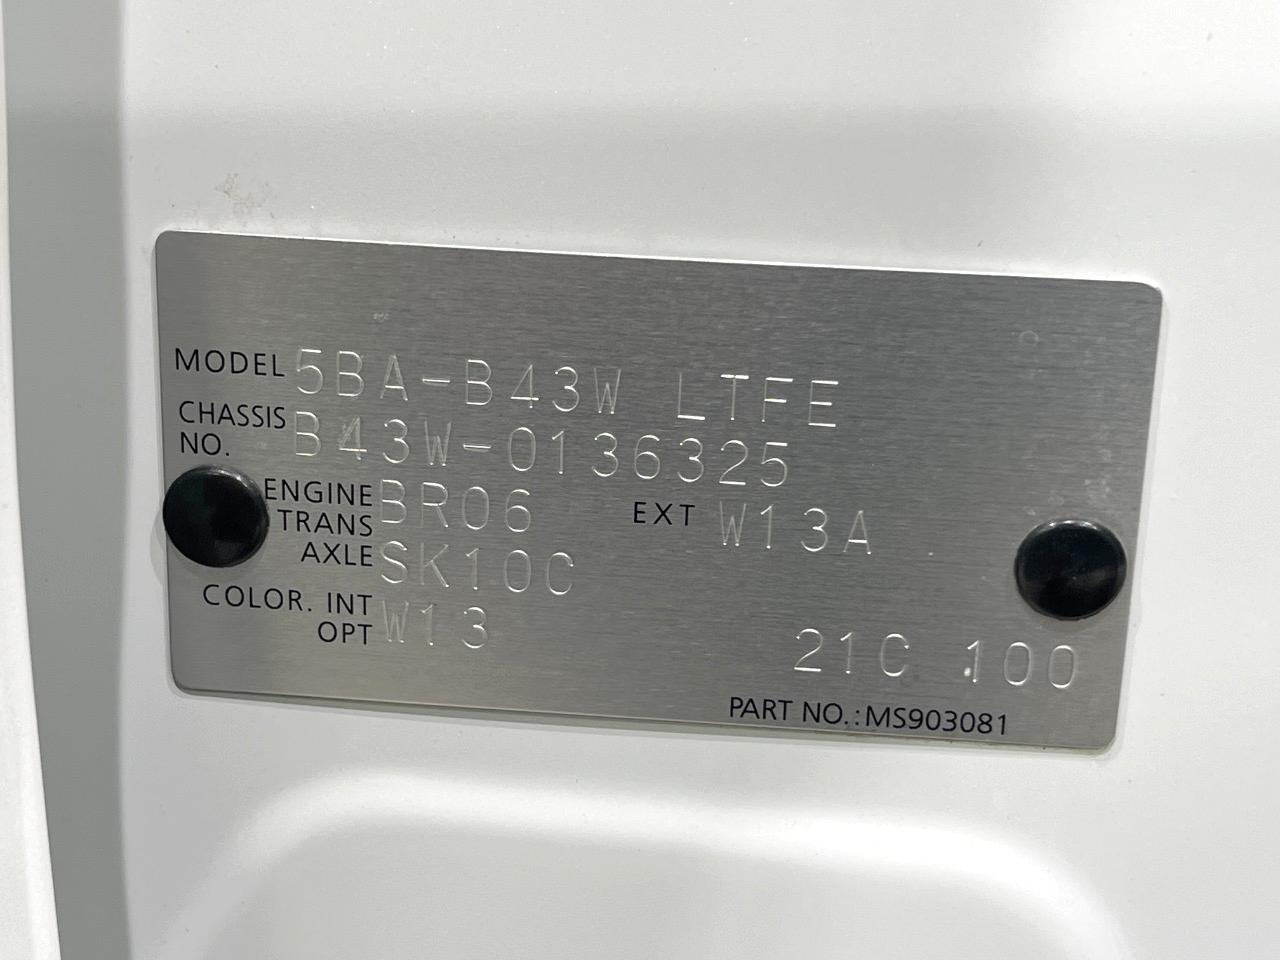 MODEL 5BA-B43W LTFE
CHASSIS NO. B43W-0136325
ENGINE BR06 EXT W13A
TRANS
AXLE SK10C
COLOR. INT W13
OPT
21C 100
PART NO.: MS903081